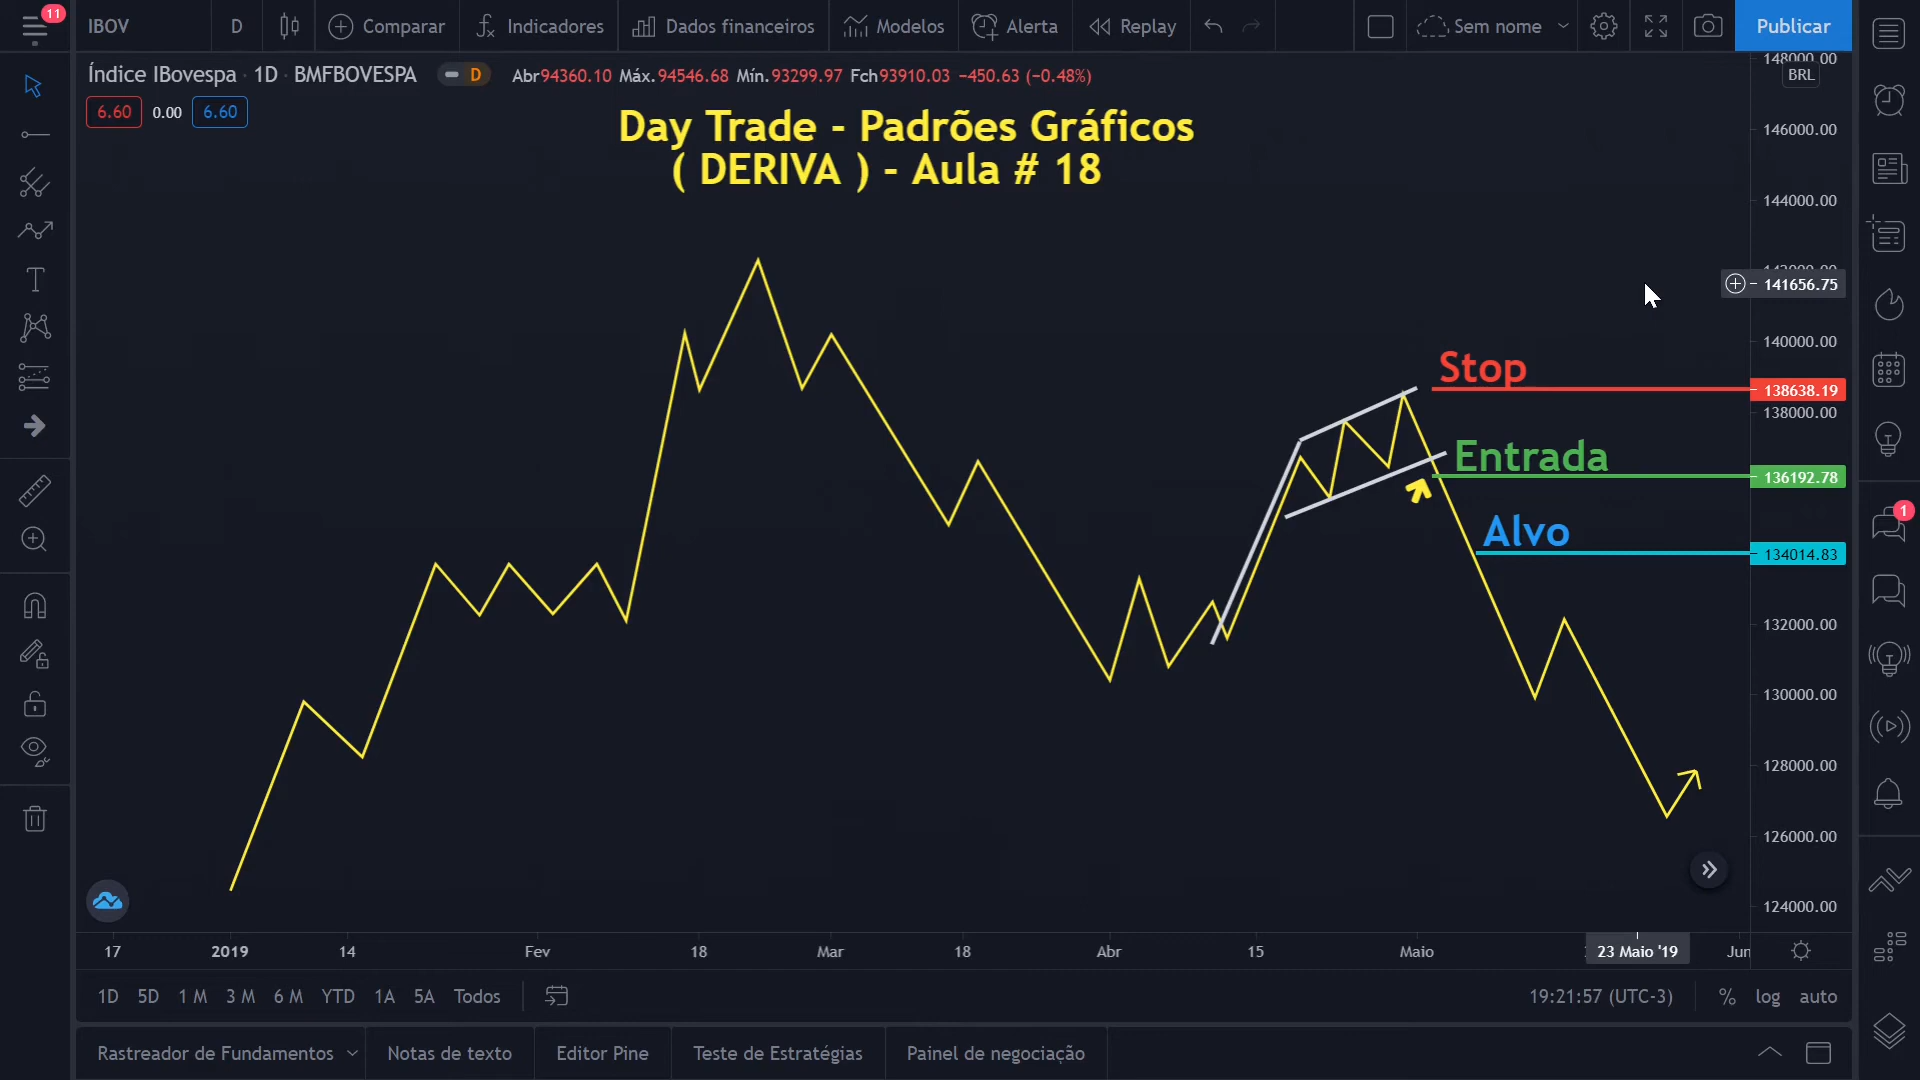 11
IBOV
D
Comparar
Indicadores
Dados financeiros
Modelos
Alerta
Replay
Sem nome
Publicar
Índice IBovespa · 1D · BMFBOVESPA
D
Abr94360.10 Máx.94546.68 Mín.93299.97 Fch93910.03 −450.63 (−0.48%)
6.60 0.00 6.60
Day Trade - Padrões Gráficos
( DERIVA ) - Aula # 18
148000.00
BRL
146000.00
144000.00
141656.75
140000.00
Stop
138638.19
138000.00
Entrada
136192.78
Alvo
134014.83
1
132000.00
130000.00
128000.00
126000.00
124000.00
17 2019 14 Fev 18 Mar 18 Abr 15 Maio 23 Maio '19 Jun
1D 5D 1 M 3 M 6 M YTD 1A 5A Todos
19:21:57 (UTC-3) % log auto
Rastreador de Fundamentos Notas de texto Editor Pine Teste de Estratégias Painel de negociação